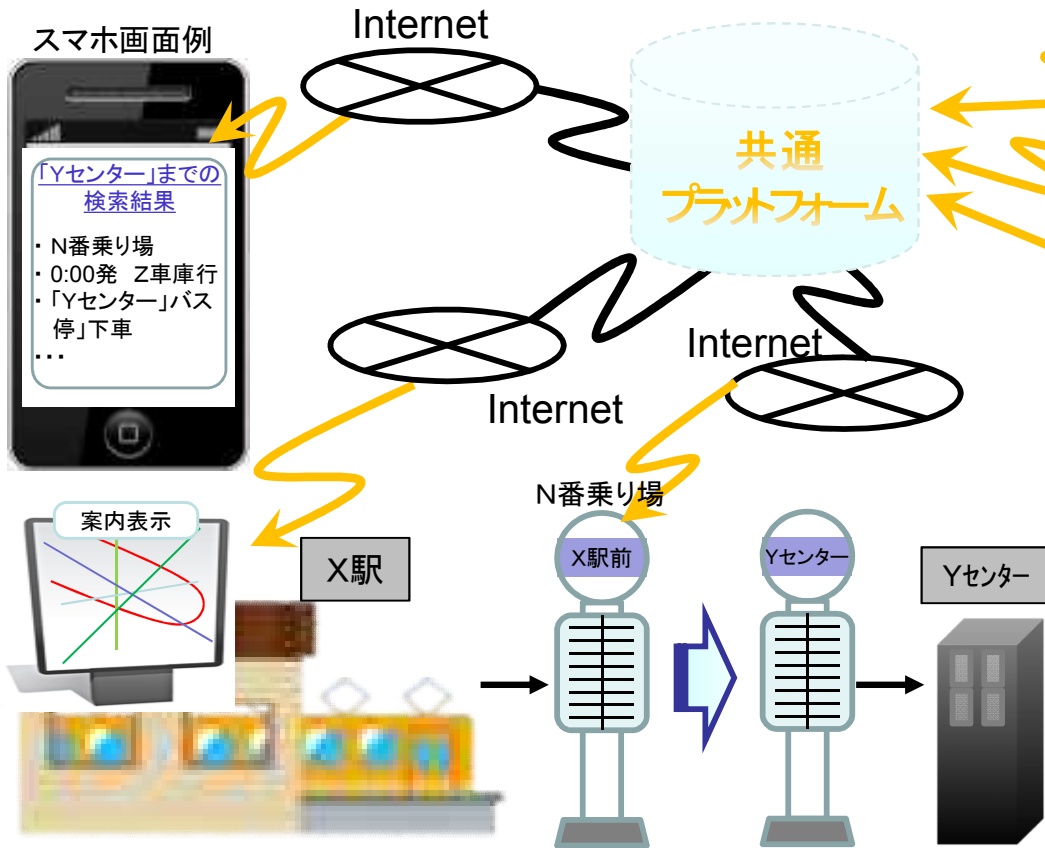 スマホ画面例
Internet
共通
プラットフォーム
「Yセンター」までの
検索結果
・ N番乗り場
・ 0:00発 Z車庫行
・ 「Yセンター」バス
停」下車
・・・
Internet
Internet
N番乗り場
案内表示
X駅
X駅前
Yセンター
Yセンター